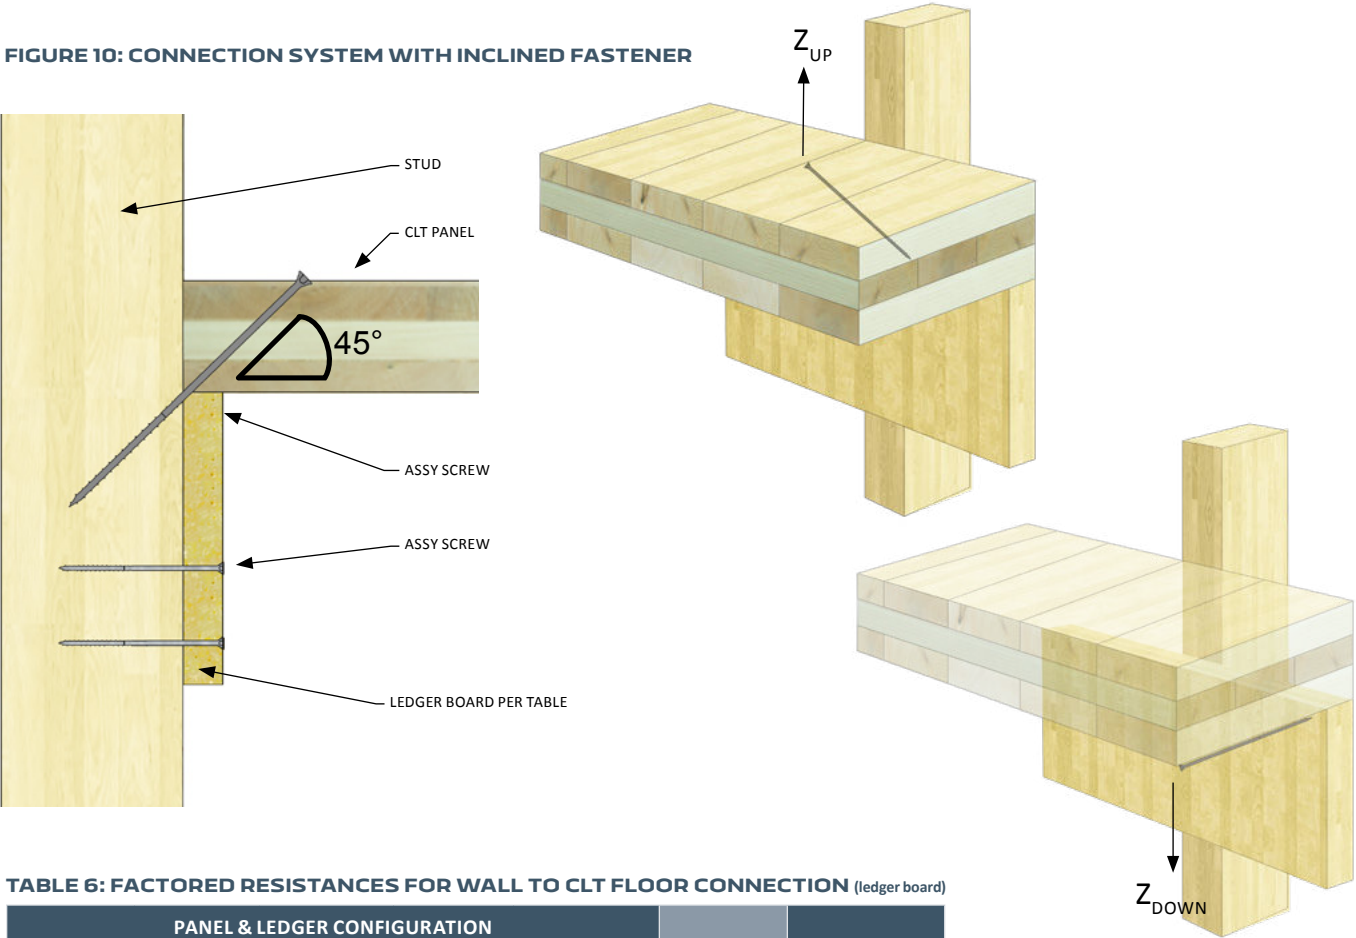 FIGURE 10: CONNECTION SYSTEM WITH INCLINED FASTENER
Z UP
STUD
CLT PANEL
45°
ASSY SCREW
ASSY SCREW
LEDGER BOARD PER TABLE
Z DOWN
TABLE 6: FACTORED RESISTANCES FOR WALL TO CLT FLOOR CONNECTION (ledger board)
PANEL & LEDGER CONFIGURATION